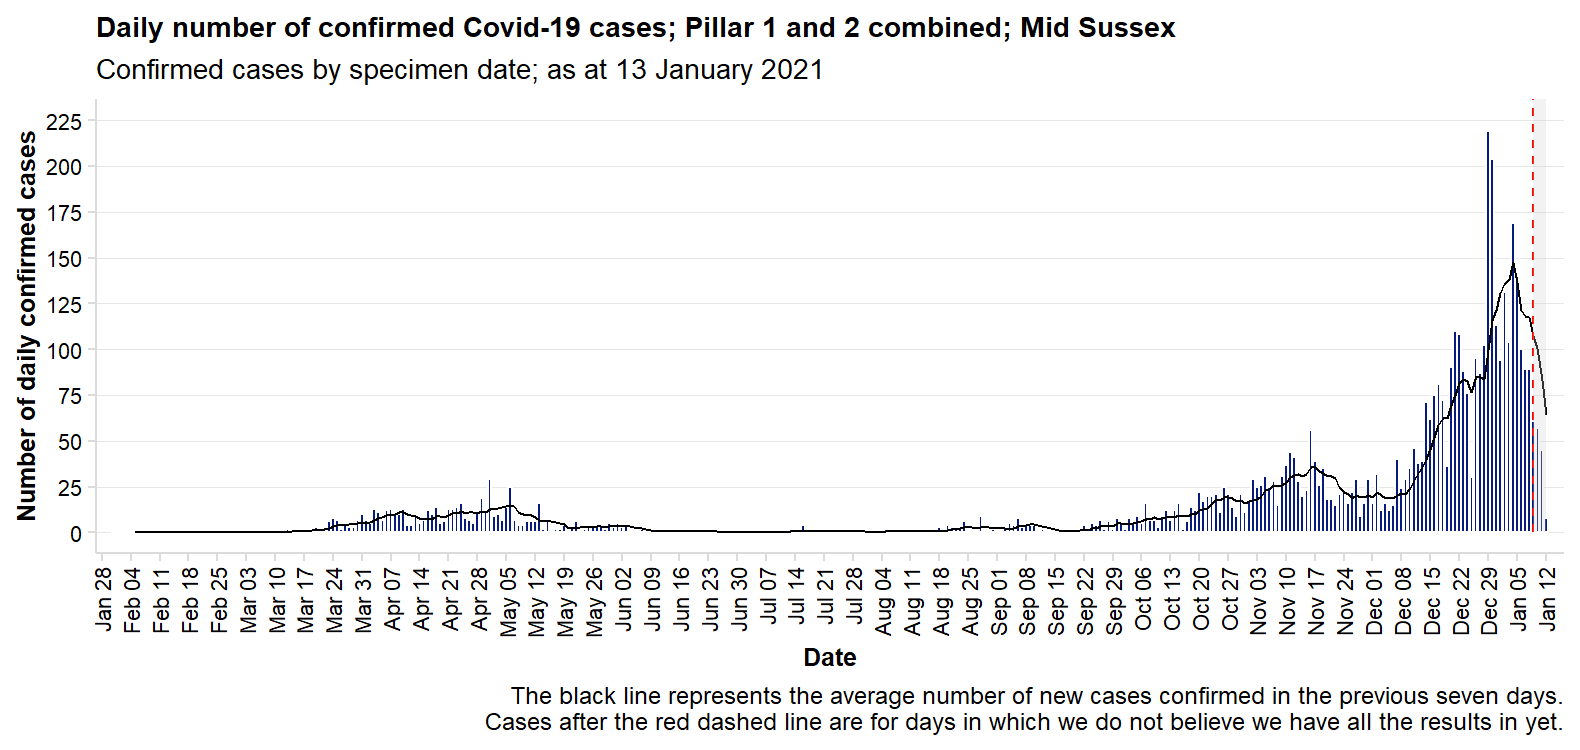 Daily number of confirmed Covid-19 cases; Pillar 1 and 2 combined; Mid Sussex
Confirmed cases by specimen date; as at 13 January 2021
Number of daily confirmed cases
225
200
175
150
125
100
75
50
25
0
Jan 28
Feb 04
Feb 11
Feb 18
Feb 25
Mar 03
Mar 10
Mar 17
Mar 24
Mar 31
Apr 07
Apr 14
Apr 21
Apr 28
May 05
May 12
May 19
May 26
Jun 02
Jun 09
Jun 16
Jun 23
Jun 30
Jul 07
Jul 14
Jul 21
Jul 28
Aug 04
Aug 11
Aug 18
Aug 25
Sep 01
Sep 08
Sep 15
Sep 22
Sep 29
Oct 06
Oct 13
Oct 20
Oct 27
Nov 03
Nov 10
Nov 17
Nov 24
Dec 01
Dec 08
Dec 15
Dec 22
Dec 29
Jan 05
Jan 12
Date
The black line represents the average number of new cases confirmed in the previous seven days.
Cases after the red dashed line are for days in which we do not believe we have all the results in yet.